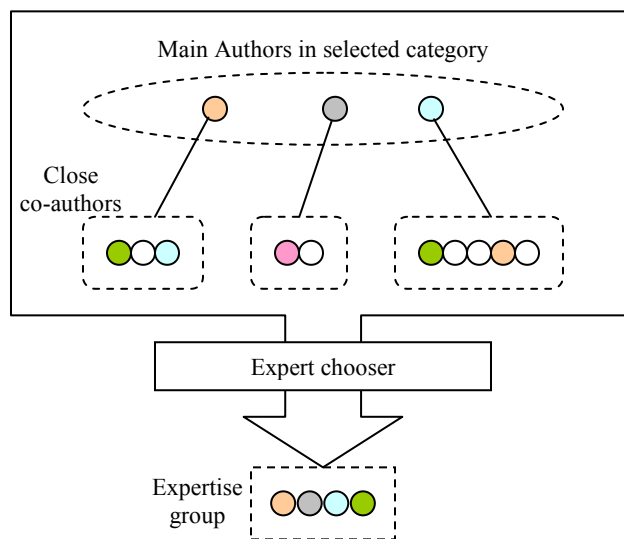 Main Authors in selected category
Close
co-authors
Expert chooser
Expertise
group